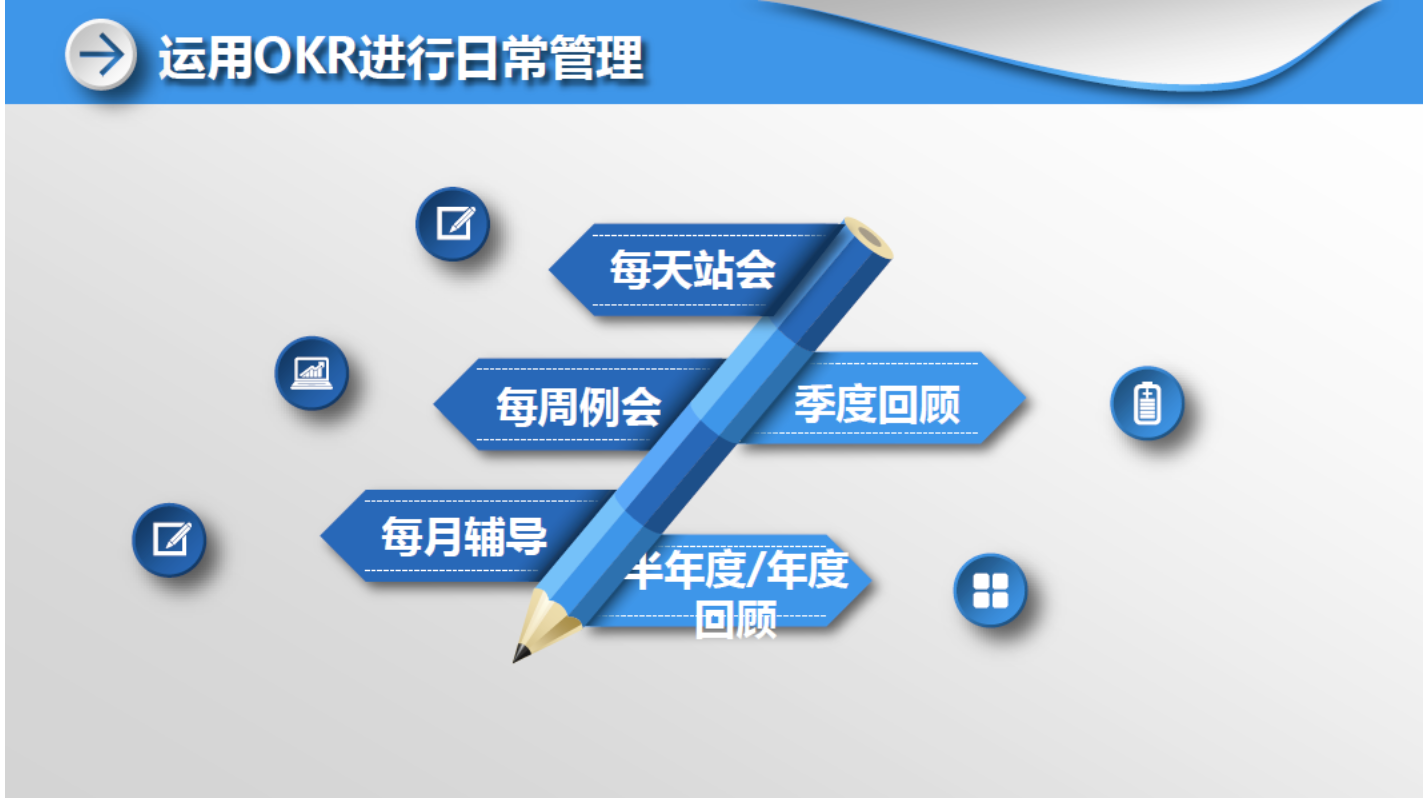 运用OKR进行日常管理
每天站会
每周例会
季度回顾
每月辅导
半年度/年度
回顾